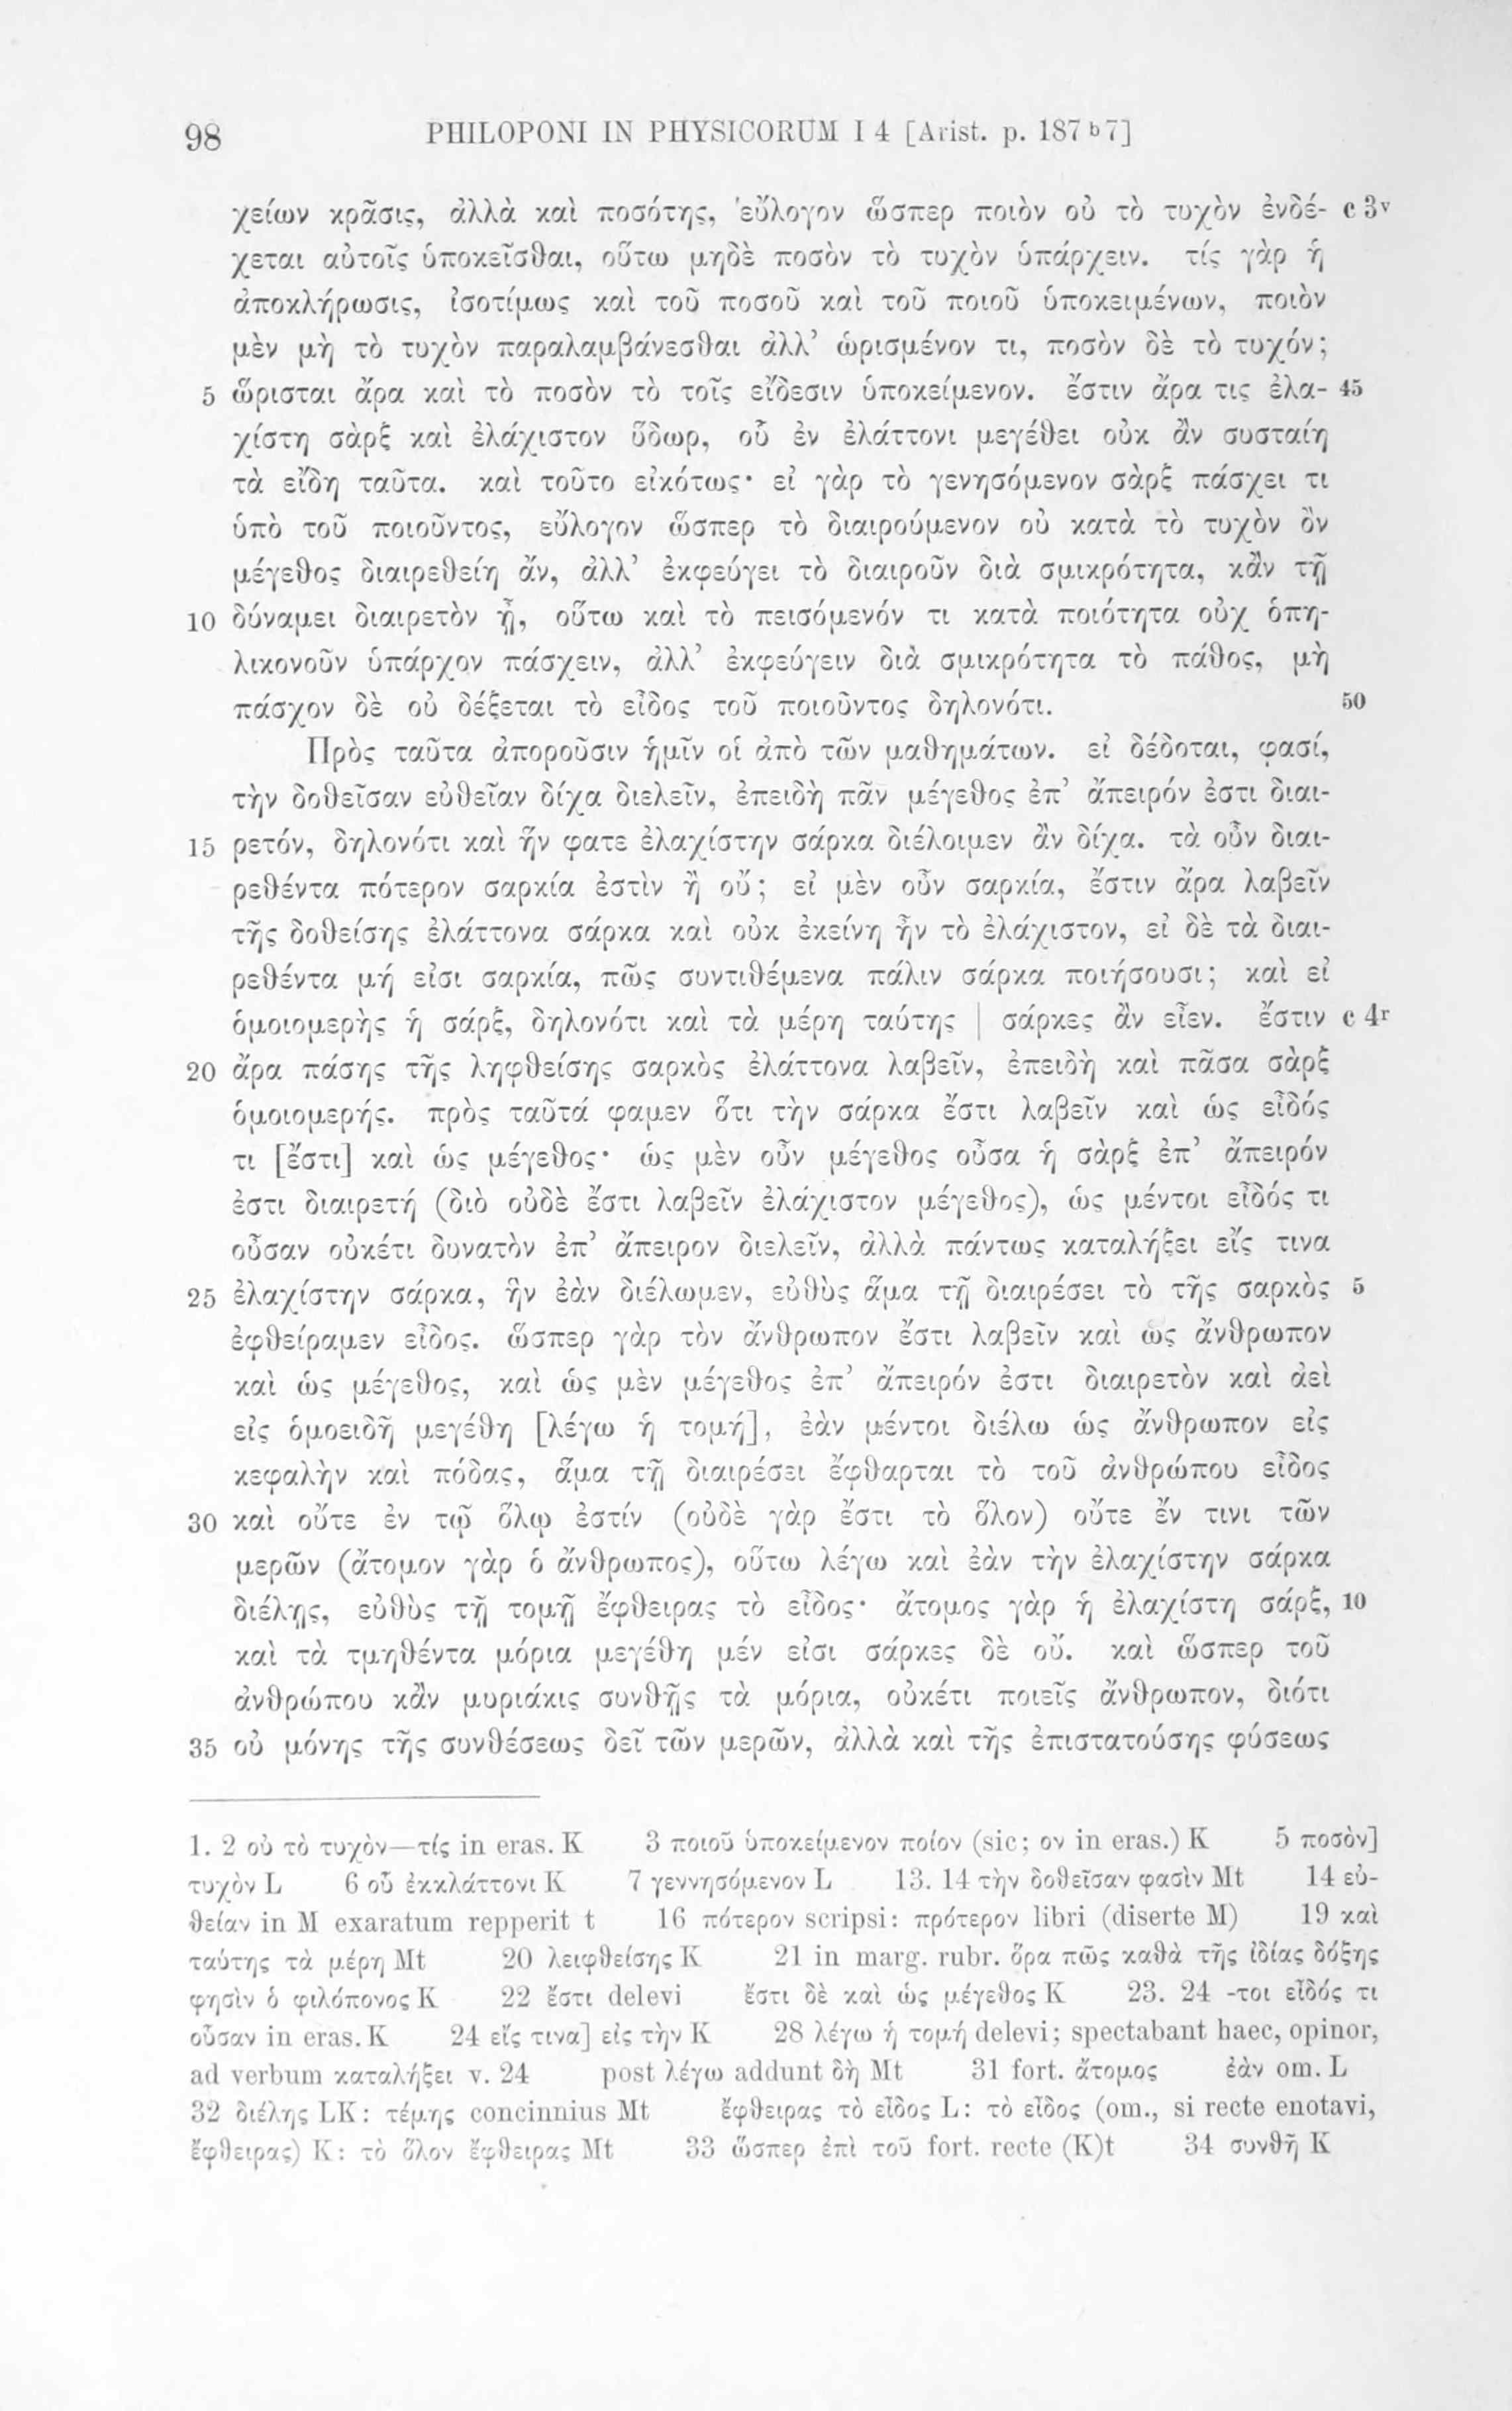 98 PHILOPONI IN PHYSICORUM I 4 [Arist. p. 187 b 7]
χείων κρᾶσις, ἀλλὰ καὶ ποσότης, εὔλογον ὥσπερ ποιὸν οὐ τὸ τυχὸν ἐνδέ- c 3v
χεται αὐτοῖς ὑποκεῖσθαι, οὕτω μηδὲ ποσὸν τὸ τυχὸν ὑπάρχειν. τίς γὰρ ἡ
ἀποκλήρωσις, ἰσοτίμως καὶ τοῦ ποσοῦ καὶ τοῦ ποιοῦ ὑποκειμένων, ποιὸν
μὲν μὴ τὸ τυχὸν παραλαμβάνεσθαι ἀλλ’ ὡρισμένον τι, ποσὸν δὲ τὸ τυχόν;
5 ὥρισται ἄρα καὶ τὸ ποσὸν τὸ τοῖς εἴδεσιν ὑποκείμενον. ἔστιν ἄρα τις ἐλα- 45
χίστη σὰρξ καὶ ἐλάχιστον ὕδωρ, οὗ ἐν ἐλάττονι μεγέθει οὐκ ἂν συσταίη
τὰ εἴδη ταῦτα. καὶ τοῦτο εἰκότως· εἰ γὰρ τὸ γενησόμενον σὰρξ πάσχει τι
ὑπὸ τοῦ ποιοῦντος, εὔλογον ὥσπερ τὸ διαιρούμενον οὐ κατὰ τὸ τυχὸν ὂν
μέγεθος διαιρεθείη ἄν, ἀλλ’ ἐκφεύγει τὸ διαιροῦν διὰ σμικρότητα, κἂν τῇ
10 δύναμει διαιρετὸν ᾖ, οὕτω καὶ τὸ πεισόμενόν τι κατὰ ποιότητα οὐχ ὁπη-
λικονοῦν ὑπάρχον πάσχειν, ἀλλ’ ἐκφεύγειν διὰ σμικρότητα τὸ πάθος, μὴ
πάσχον δὲ οὐ δέξεται τὸ εἶδος τοῦ ποιοῦντος δηλονότι. 50
Πρὸς ταῦτα ἀποροῦσιν ἡμῖν οἱ ἀπὸ τῶν μαθημάτων. εἰ δέδοται, φασί,
τὴν δοθεῖσαν εὐθεῖαν δίχα διελεῖν, ἐπειδὴ πᾶν μέγεθος ἐπ’ ἄπειρόν ἐστι διαι-
15 ρετόν, δηλονότι καὶ ἥν φατε ἐλαχίστην σάρκα διέλοιμεν ἂν δίχα. τὰ οὖν διαι-
ρεθέντα πότερον σαρκία ἐστὶν ἢ οὔ; εἰ μὲν οὖν σαρκία, ἔστιν ἄρα λαβεῖν
τῆς δοθείσης ἐλάττονα σάρκα καὶ οὐκ ἐκείνη ἦν τὸ ἐλάχιστον, εἰ δὲ τὰ διαι-
ρεθέντα μή εἰσι σαρκία, πῶς συντιθέμενα πάλιν σάρκα ποιήσουσι; καὶ εἰ
ὁμοιομερὴς ἡ σάρξ, δηλονότι καὶ τὰ μέρη ταύτης | σάρκες ἂν εἶεν. ἔστιν c 4r
20 ἄρα πάσης τῆς ληφθείσης σαρκὸς ἐλάττονα λαβεῖν, ἐπειδὴ καὶ πᾶσα σὰρξ
ὁμοιομερής. πρὸς ταῦτά φαμεν ὅτι τὴν σάρκα ἔστι λαβεῖν καὶ ὡς εἶδός
τι [ἔστι] καὶ ὡς μέγεθος· ὡς μὲν οὖν μέγεθος οὖσα ἡ σὰρξ ἐπ’ ἄπειρόν
ἐστι διαιρετή (διὸ οὐδὲ ἔστι λαβεῖν ἐλάχιστον μέγεθος), ὡς μέντοι εἶδός τι
οὖσαν οὐκέτι δυνατὸν ἐπ’ ἄπειρον διελεῖν, ἀλλὰ πάντως καταλήξει εἴς τινα
25 ἐλαχίστην σάρκα, ἣν ἐὰν διέλωμεν, εὐθὺς ἅμα τῇ διαιρέσει τὸ τῆς σαρκὸς 5
ἐφθείραμεν εἶδος. ὥσπερ γὰρ τὸν ἄνθρωπον ἔστι λαβεῖν καὶ ὡς ἄνθρωπον
καὶ ὡς μέγεθος, καὶ ὡς μὲν μέγεθος ἐπ’ ἄπειρόν ἐστι διαιρετὸν καὶ ἀεὶ
εἰς ὁμοειδῆ μεγέθη [λέγω ἡ τομή], ἐὰν μέντοι διέλω ὡς ἄνθρωπον εἰς
κεφαλὴν καὶ πόδας, ἅμα τῇ διαιρέσει ἔφθαρται τὸ τοῦ ἀνθρώπου εἶδος
30 καὶ οὔτε ἐν τῷ ὅλῳ ἐστίν (οὐδὲ γὰρ ἔστι τὸ ὅλον) οὔτε ἔν τινι τῶν
μερῶν (ἄτομον γὰρ ὁ ἄνθρωπος), οὕτω λέγω καὶ ἐὰν τὴν ἐλαχίστην σάρκα
διέλῃς, εὐθὺς τῇ τομῇ ἔφθειρας τὸ εἶδος· ἄτομος γὰρ ἡ ἐλαχίστη σάρξ, 10
καὶ τὰ τμηθέντα μόρια μεγέθη μέν εἰσι σάρκες δὲ οὔ. καὶ ὥσπερ τοῦ
ἀνθρώπου κἂν μυριάκις συνθῇς τὰ μόρια, οὐκέτι ποιεῖς ἄνθρωπον, διότι
35 οὐ μόνης τῆς συνθέσεως δεῖ τῶν μερῶν, ἀλλὰ καὶ τῆς ἐπιστατούσης φύσεως
1. 2 οὐ τὸ τυχὸν—τίς in eras. K 3 ποιοῦ ὑποκείμενον ποίον (sic; ον in eras.) K 5 ποσὸν]
τυχὸν L 6 οὗ ἐκκλάττονι K 7 γεννησόμενον L 13. 14 τὴν δοθεῖσαν φασὶν Mt 14 εὐ-
θείαν in M exaratum repperit t 16 πότερον scripsi: πρότερον libri (diserte M) 19 καὶ
ταύτης τὰ μέρη Mt 20 λειφθείσης K 21 in marg. rubr. ὅρα πῶς καθὰ τῆς ἰδίας δόξης
φησὶν ὁ φιλόπονος K 22 ἔστι delevi ἔστι δὲ καὶ ὡς μέγεθος K 23. 24 -τοι εἶδός τι
οὖσαν in eras. K 24 εἴς τινα] εἰς τὴν K 28 λέγω ἡ τομή delevi; spectabant haec, opinor,
ad verbum καταλήξει v. 24 post λέγω addunt δὴ Mt 31 fort. ἄτομος ἐὰν om. L
32 διέλης LK: τέμῃς concinnius Mt ἔφθειρας τὸ εἶδος L: τὸ εἶδος (om., si recte enotavi,
ἔφθειρας) K: τὸ ὅλον ἔφθειρας Mt 33 ὥσπερ ἐπὶ τοῦ fort. recte (K)t 34 συνθῆ K